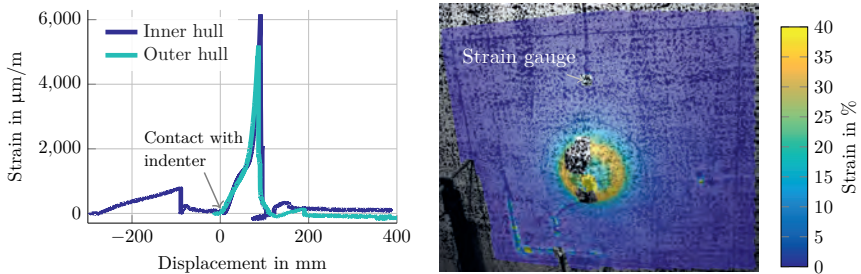 6,000
4,000
2,000
0
Strain in µm/m
Inner hull
Outer hull
Contact with
indenter
−200
0
200
400
Displacement in mm
Strain gauge
40
35
30
25
20
15
10
5
0
Strain in %